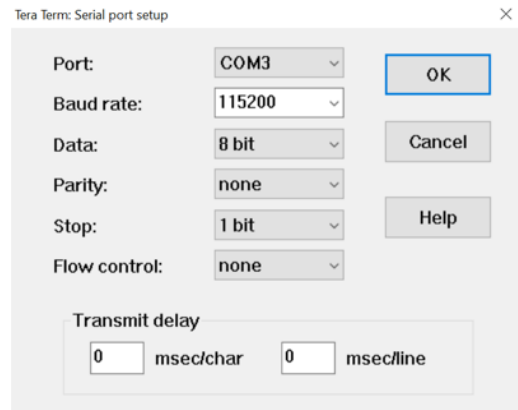 Tera Term: Serial port setup
Port: COM3
OK
Baud rate: 115200
Data: 8 bit
Cancel
Parity: none
Stop: 1 bit
Help
Flow control: none
Transmit delay
0 msec/char 0 msec/line